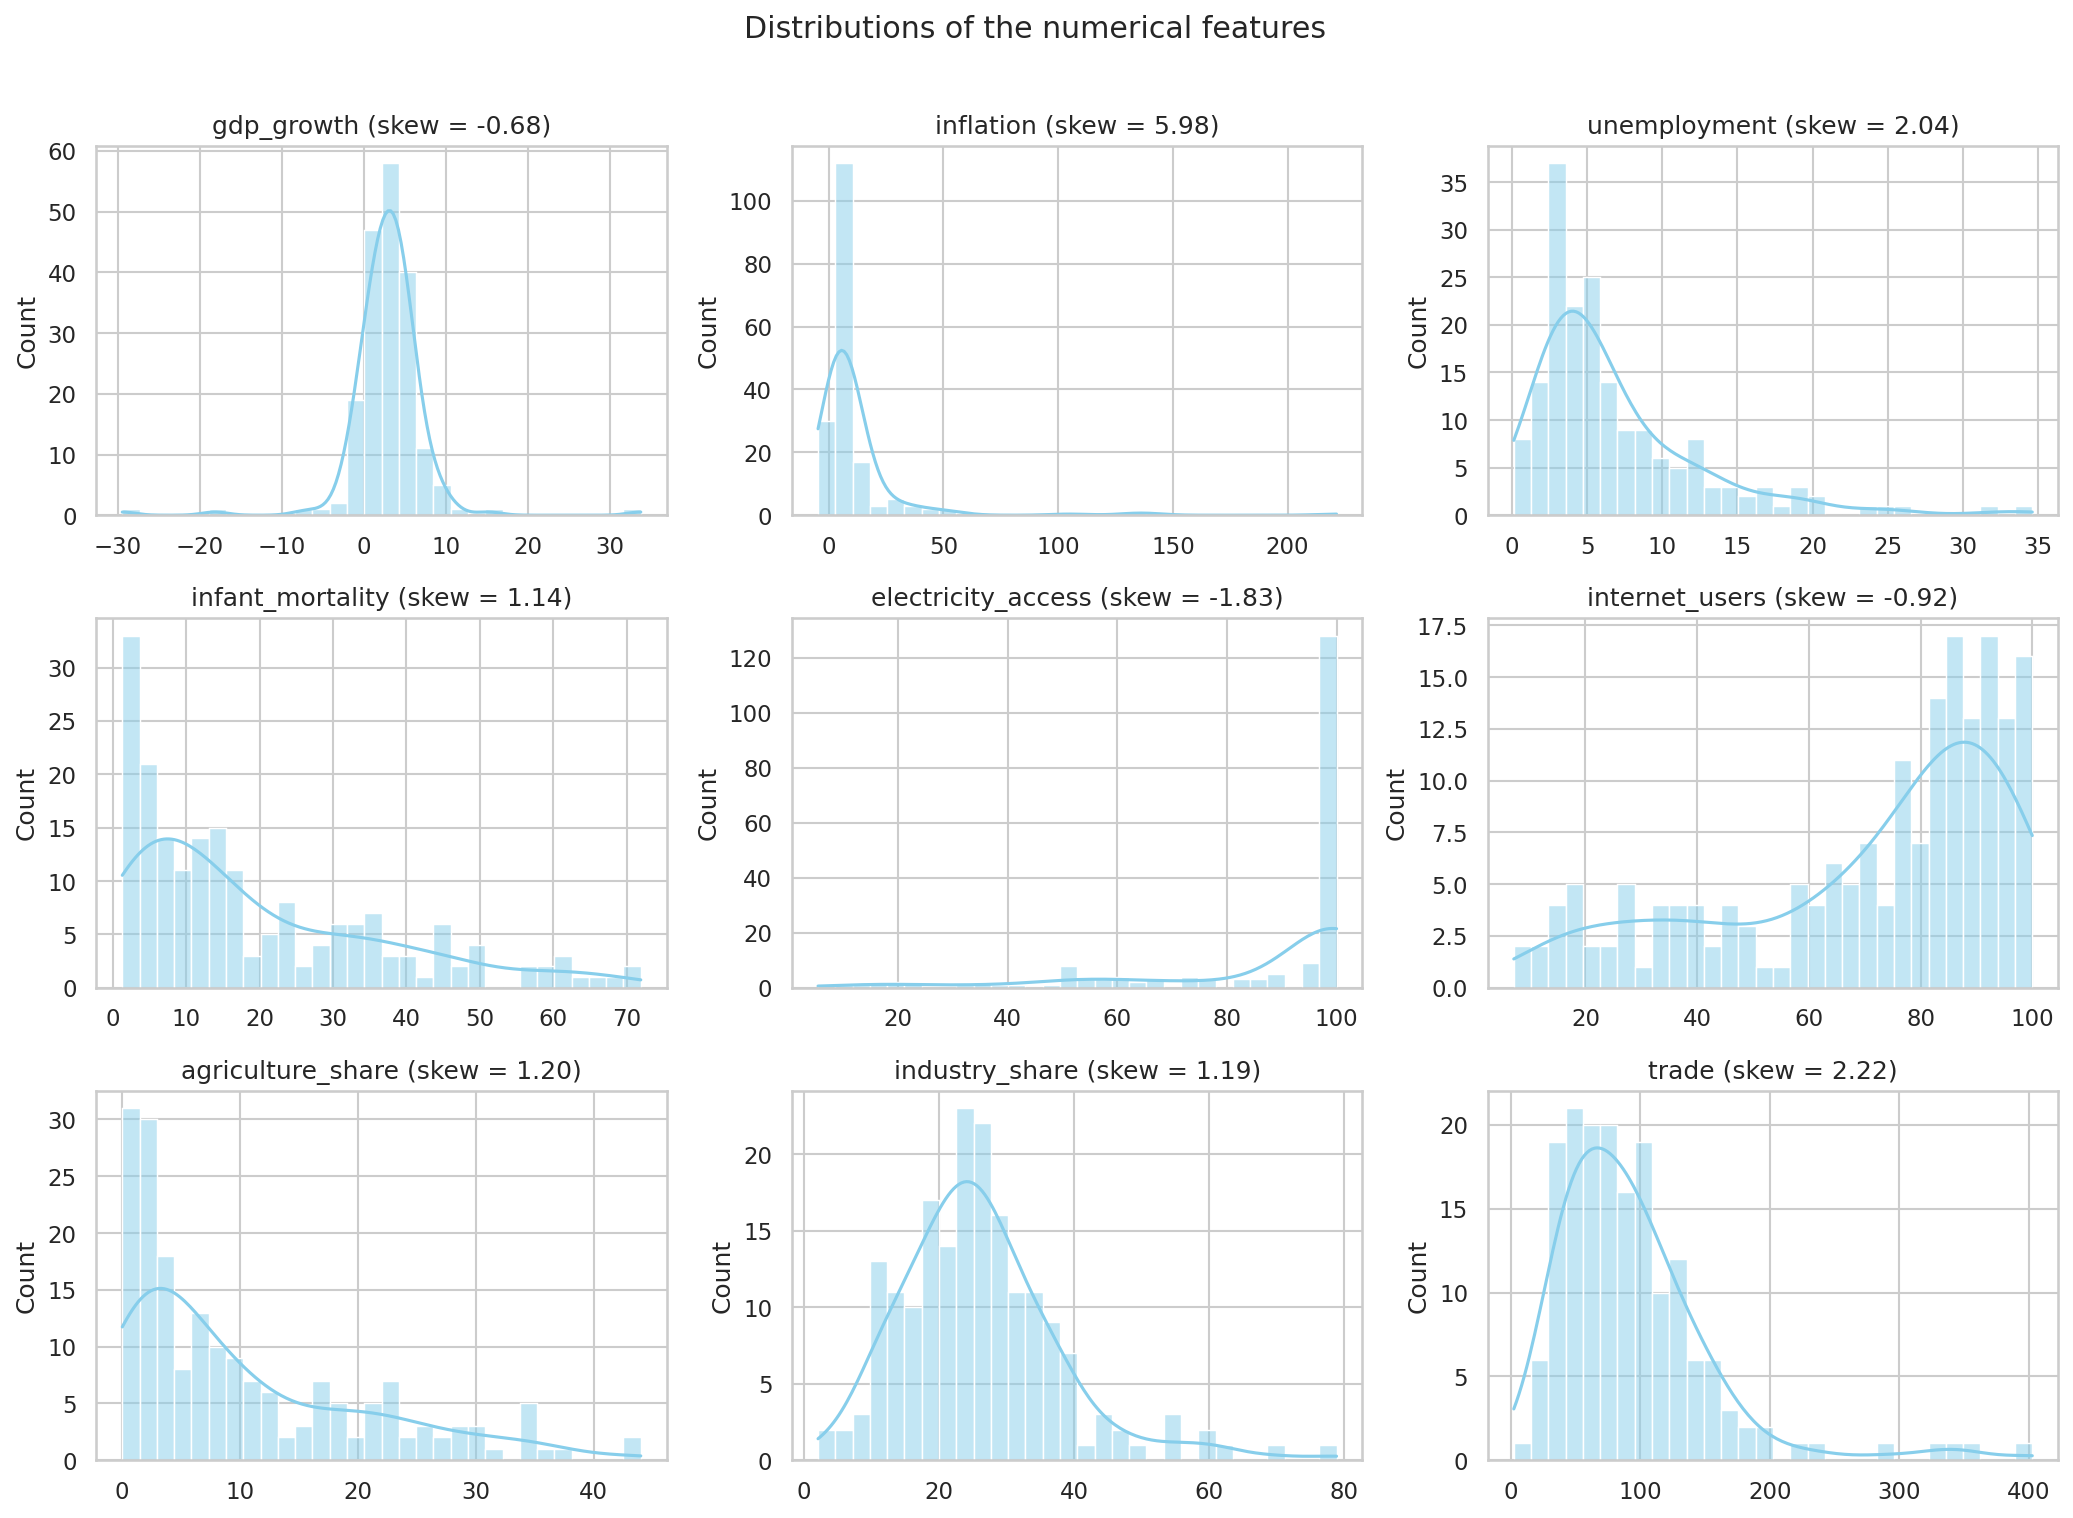 Distributions of the numerical features
gdp_growth (skew = -0.68)
Count
60
50
40
30
20
10
0
−30 −20 −10 0 10 20 30
inflation (skew = 5.98)
Count
100
80
60
40
20
0
0 50 100 150 200
unemployment (skew = 2.04)
Count
35
30
25
20
15
10
5
0
0 5 10 15 20 25 30 35
infant_mortality (skew = 1.14)
Count
30
25
20
15
10
5
0
0 10 20 30 40 50 60 70
electricity_access (skew = -1.83)
Count
120
100
80
60
40
20
0
20 40 60 80 100
internet_users (skew = -0.92)
Count
17.5
15.0
12.5
10.0
7.5
5.0
2.5
0.0
20 40 60 80 100
agriculture_share (skew = 1.20)
Count
30
25
20
15
10
5
0
0 10 20 30 40
industry_share (skew = 1.19)
Count
20
15
10
5
0
0 20 40 60 80
trade (skew = 2.22)
Count
20
15
10
5
0
0 100 200 300 400